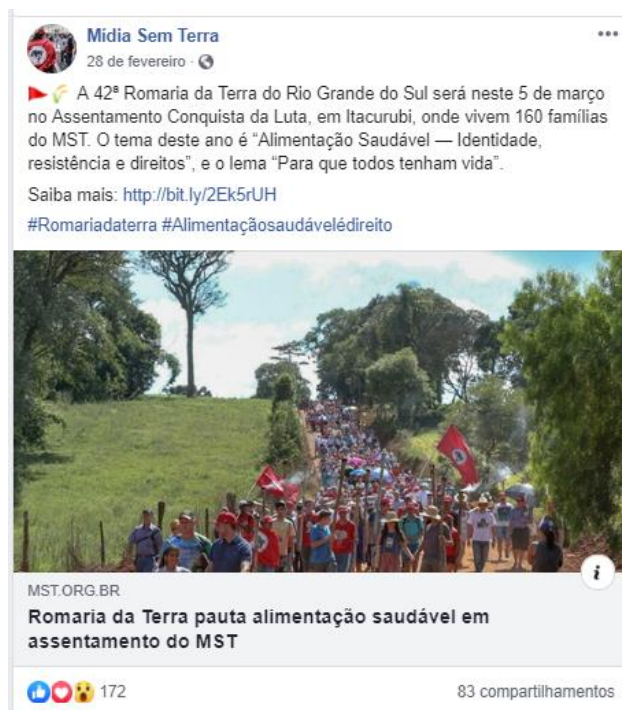 Mídia Sem Terra
28 de fevereiro ·
A 42ª Romaria da Terra do Rio Grande do Sul será neste 5 de março
no Assentamento Conquista da Luta, em Itacurubi, onde vivem 160 famílias
do MST. O tema deste ano é “Alimentação Saudável — Identidade,
resistência e direitos”, e o lema “Para que todos tenham vida”.
Saiba mais: http://bit.ly/2Ek5rUH
#Romariadaterra #Alimentaçãosaudávelédireito
i
MST.ORG.BR
Romaria da Terra pauta alimentação saudável em
assentamento do MST
172
83 compartilhamentos